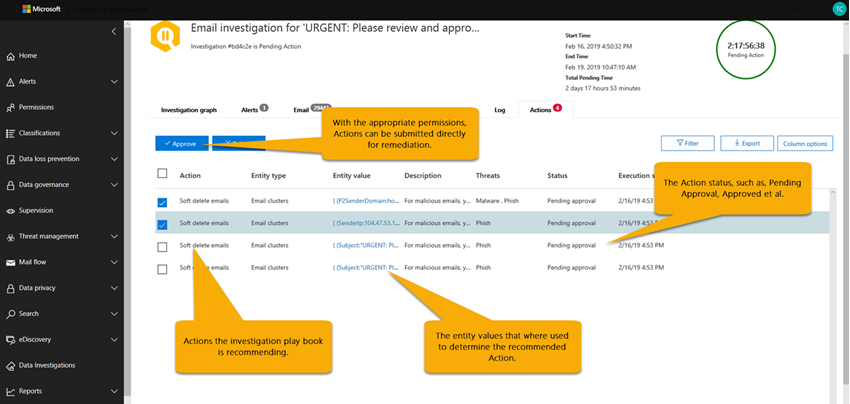 Microsoft
TC
Email investigation for 'URGENT: Please review and appro...
Investigation #bd4c2e is Pending Action
Start Time
Feb 16, 2019 4:50:32 PM
End Time
Feb 19, 2019 10:47:10 AM
Total Pending Time
2 days 17 hours 53 minutes
2:17:56:38
Pending Action
Home
Alerts
Permissions
Classifications
Data loss prevention
Data governance
Supervision
Threat management
Mail flow
Data privacy
Search
eDiscovery
Data Investigations
Reports
Investigation graph Alerts 1 Email Log Actions 4
With the appropriate permissions,
Actions can be submitted directly
for remediation.
Approve
Filter Export Column options
Action Entity type Entity value Description Threats Status Execution s
Soft delete emails Email clusters ( (P2SenderDomain:ho... For malicious emails, y... Malware , Phish Pending approval 2/16/19 4:53
Soft delete emails Email clusters ( (SenderIp:104.47.53.1... For malicious emails, y... Phish Pending approval 2/16/19 4:53
Soft delete emails Email clusters ( (Subject:"URGENT: Pl... For malicious emails, y... Phish Pending approval 2/16/19 4:53 PM
Soft delete emails Email clusters ( (Subject:"URGENT: Pl... For malicious emails, y... Phish Pending approval 2/16/19 4:53 PM
The Action status, such as, Pending
Approval, Approved et al.
Actions the investigation play book
is recommending.
The entity values that where used
to determine the recommended
Action.